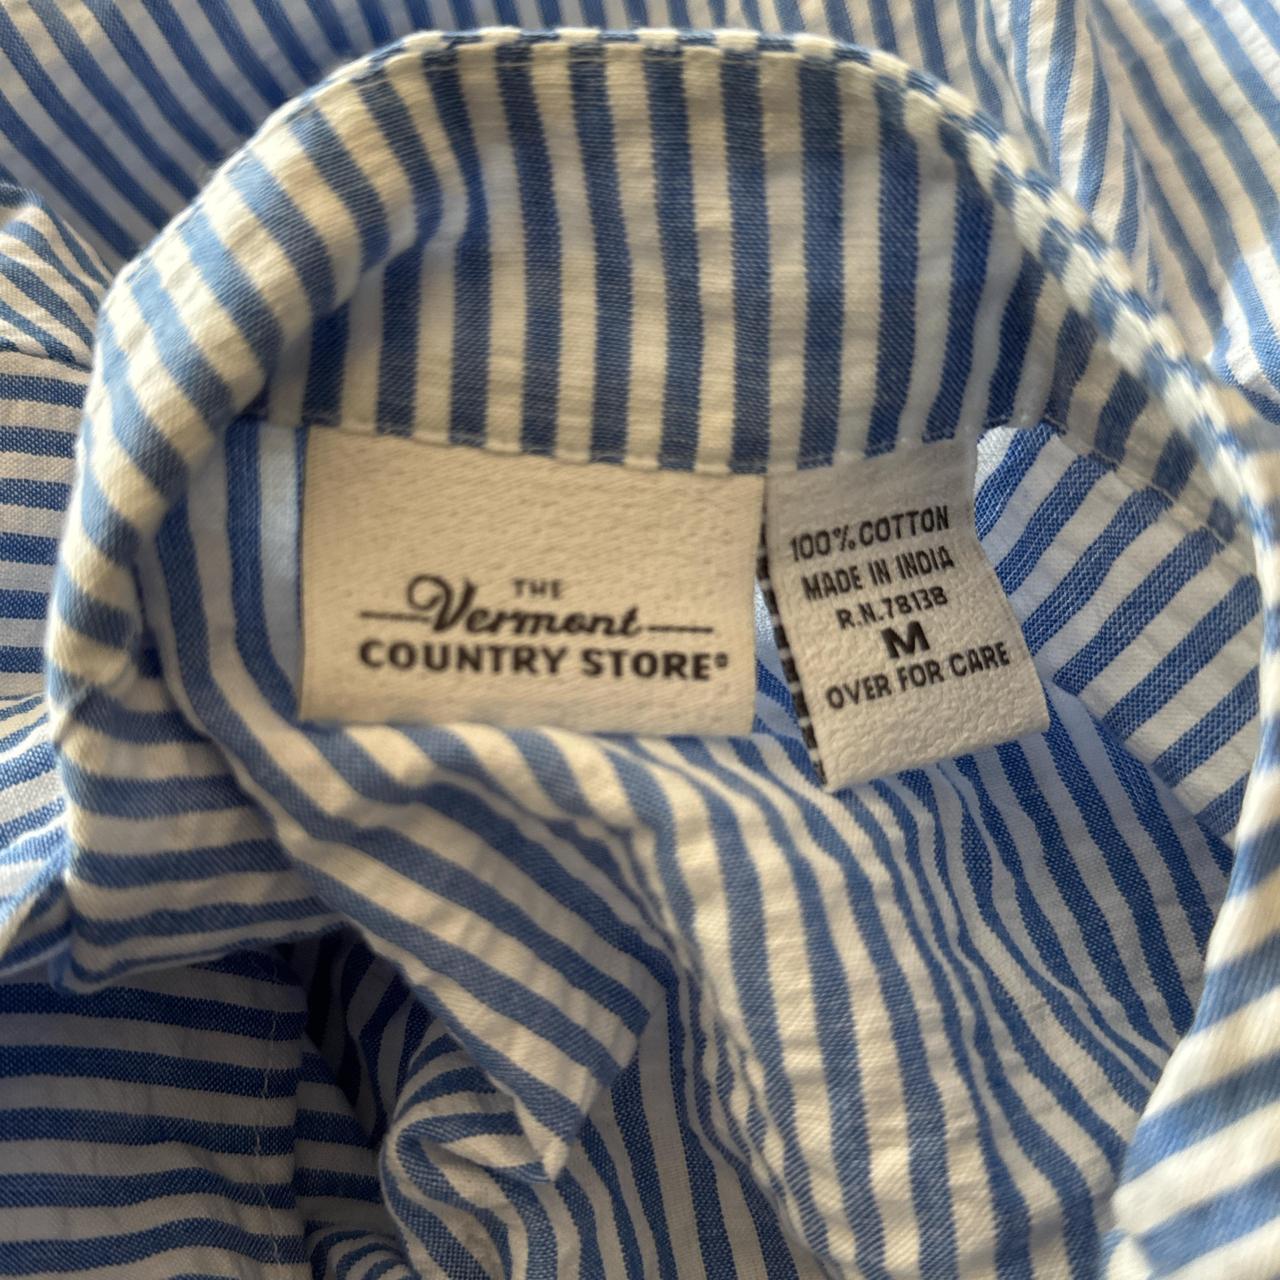 THE
Vermont
COUNTRY STORE®
100% COTTON
MADE IN INDIA
R.N.78138
M
OVER FOR CARE